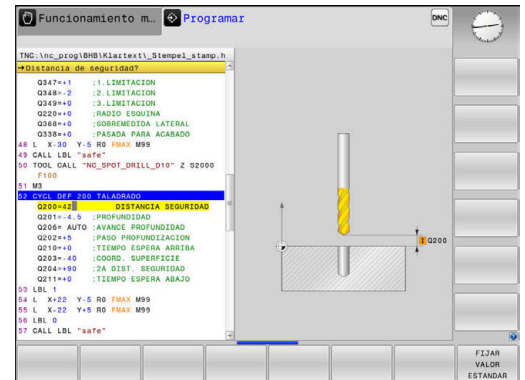 Funcionamiento m…
Programar
DNC
TNC:\nc_prog\BHB\Klartext\_Stempel_stamp.h
→Distancia de seguridad?
Q347=+1 ;1.LIMITACION
Q348=-2 ;2.LIMITACION
Q349=+0 ;3.LIMITACION
Q220=+0 ;RADIO ESQUINA
Q368=+0 ;SOBREMEDIDA LATERAL
Q338=+0 ;PASADA PARA ACABADO
48 L X-30 Y-5 R0 FMAX M99
49 CALL LBL "safe"
50 TOOL CALL "NC_SPOT_DRILL_D10" Z S2000
F100
51 M3
52 CYCL DEF 200 TALADRADO
Q200=42 DISTANCIA SEGURIDAD
Q201=-4.5 ;PROFUNDIDAD
Q206= AUTO ;AVANCE PROFUNDIDAD
Q202=+5 ;PASO PROFUNDIZACION
Q210=+0 ;TIEMPO ESPERA ARRIBA
Q203=-40 ;COORD. SUPERFICIE
Q204=+90 ;2A DIST. SEGURIDAD
Q211=+0 ;TIEMPO ESPERA ABAJO
53 LBL 1
54 L X+22 Y-5 R0 FMAX M99
55 L X-22 Y+5 R0 FMAX M99
56 LBL 0
57 CALL LBL "safe"
I Q200
FIJAR
VALOR
ESTANDAR